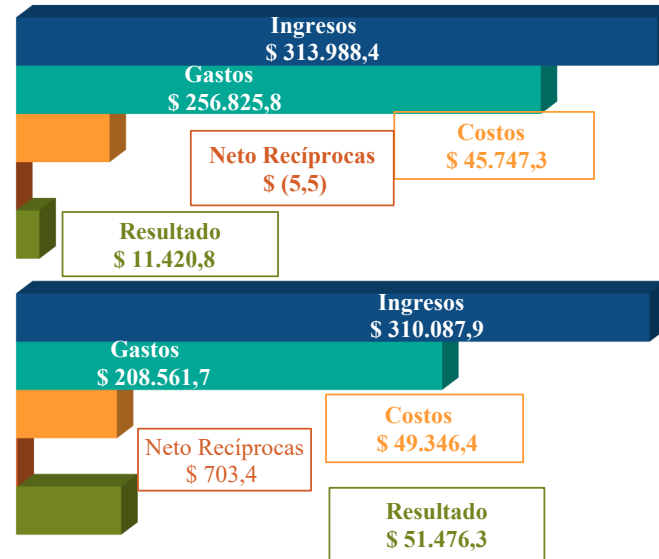 Ingresos
$ 313.988,4
Gastos
$ 256.825,8
Costos
$ 45.747,3
Neto Recíprocas
$ (5,5)
Resultado
$ 11.420,8
Ingresos
$ 310.087,9
Gastos
$ 208.561,7
Costos
$ 49.346,4
Neto Recíprocas
$ 703,4
Resultado
$ 51.476,3